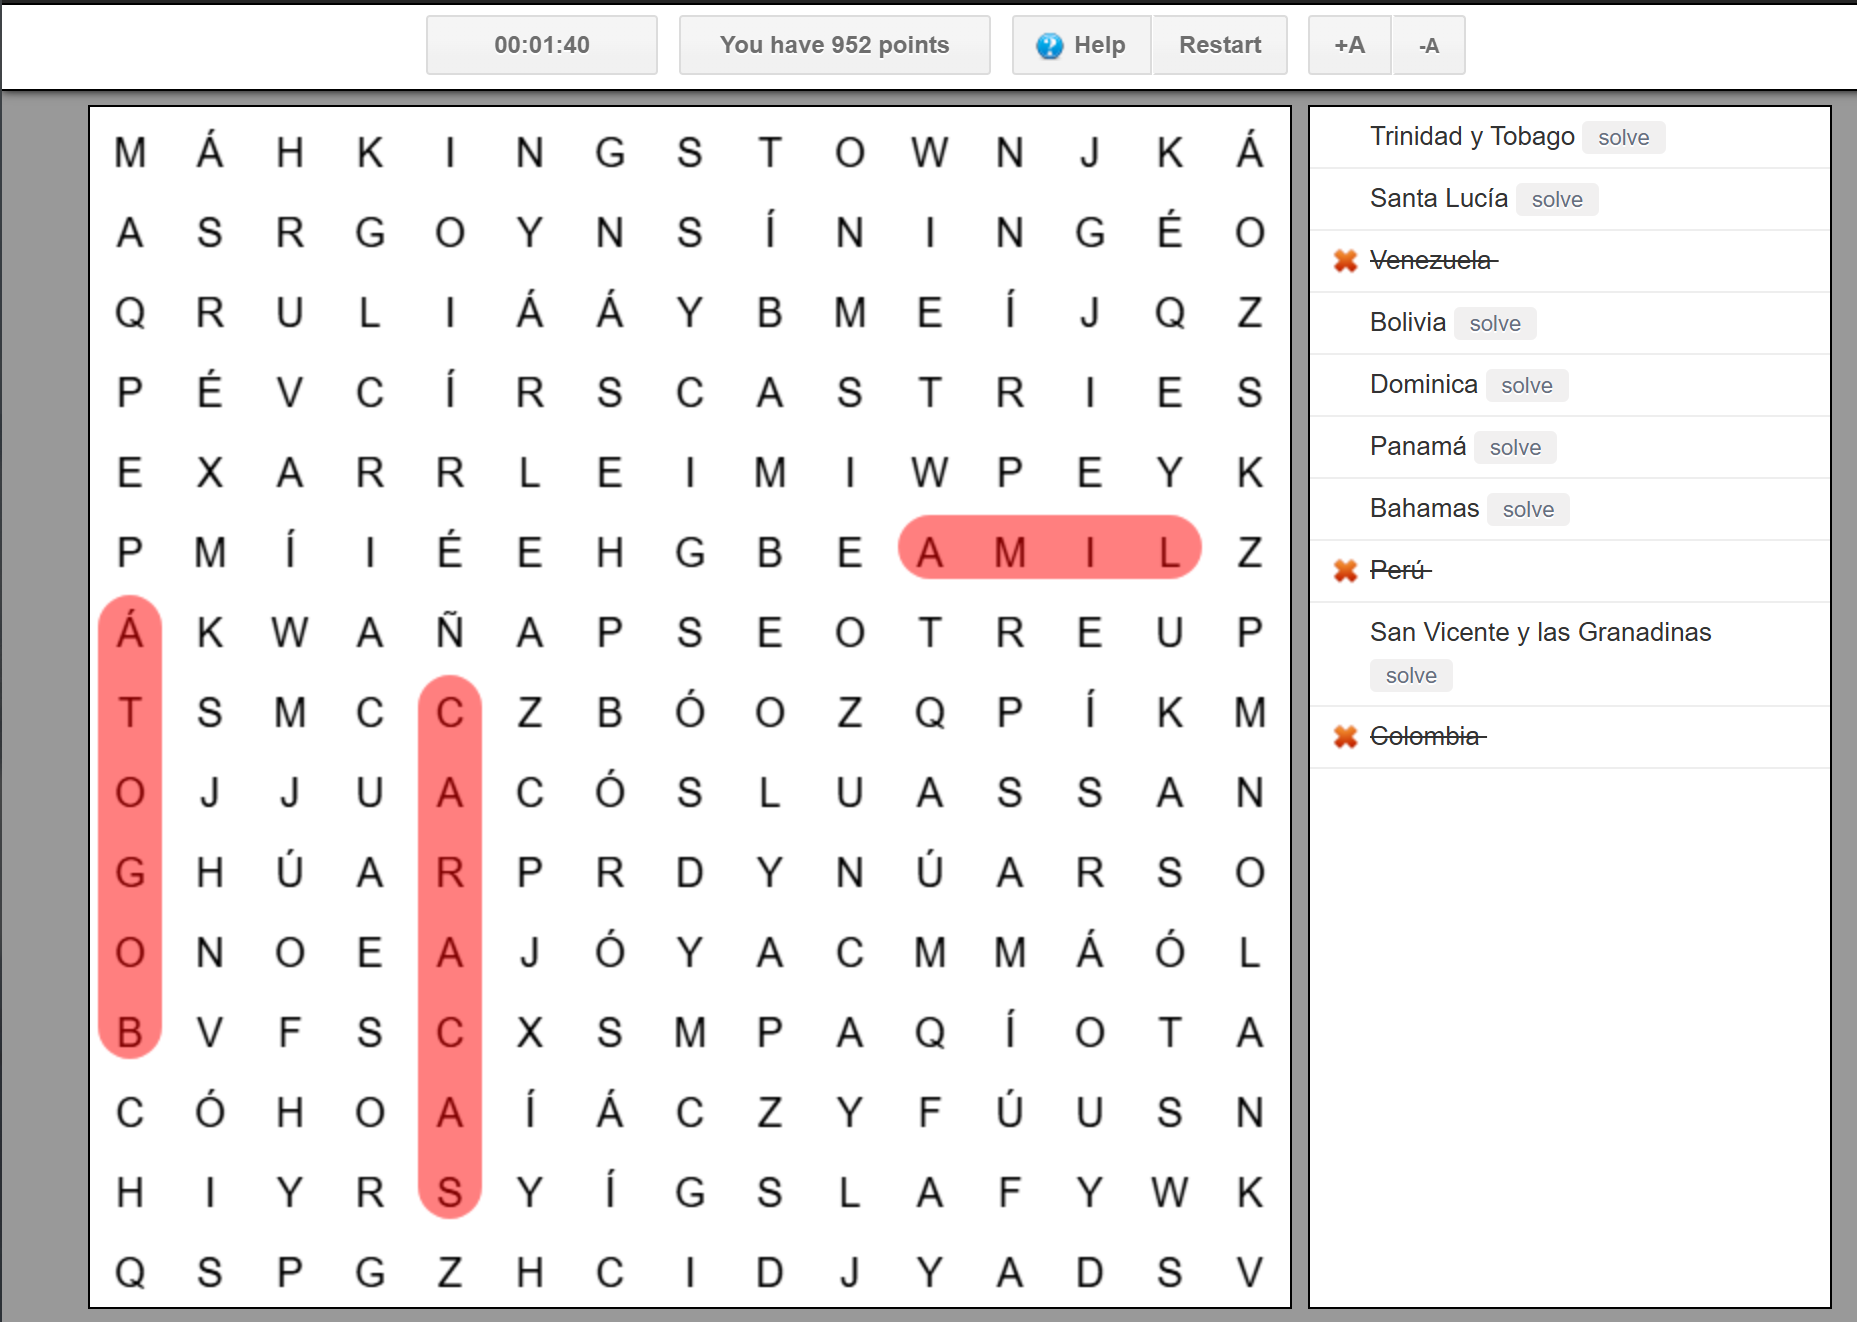 00:01:40 You have 952 points Help Restart +A -A
M Á H K I N G S T O W N J K Á
A S R G O Y N S Í N I N G É O
Q R U L I Á Á Y B M E Í J Q Z
P É V C Í R S C A S T R I E S
E X A R R L E I M I W P E Y K
P M Í I É E H G B E A M I L Z
Á K W A Ñ A P S E O T R E U P
T S M C C Z B Ó O Z Q P Í K M
O J J U A C Ó S L U A S S A N
G H Ú A R P R D Y N Ú A R S O
O N O E A J Ó Y A C M M Á Ó L
B V F S C X S M P A Q Í O T A
C Ó H O A Í Á C Z Y F Ú U S N
H I Y R S Y Í G S L A F Y W K
Q S P G Z H C I D J Y A D S V
Trinidad y Tobago solve
Santa Lucía solve
Venezuela
Bolivia solve
Dominica solve
Panamá solve
Bahamas solve
Perú
San Vicente y las Granadinas
solve
Colombia